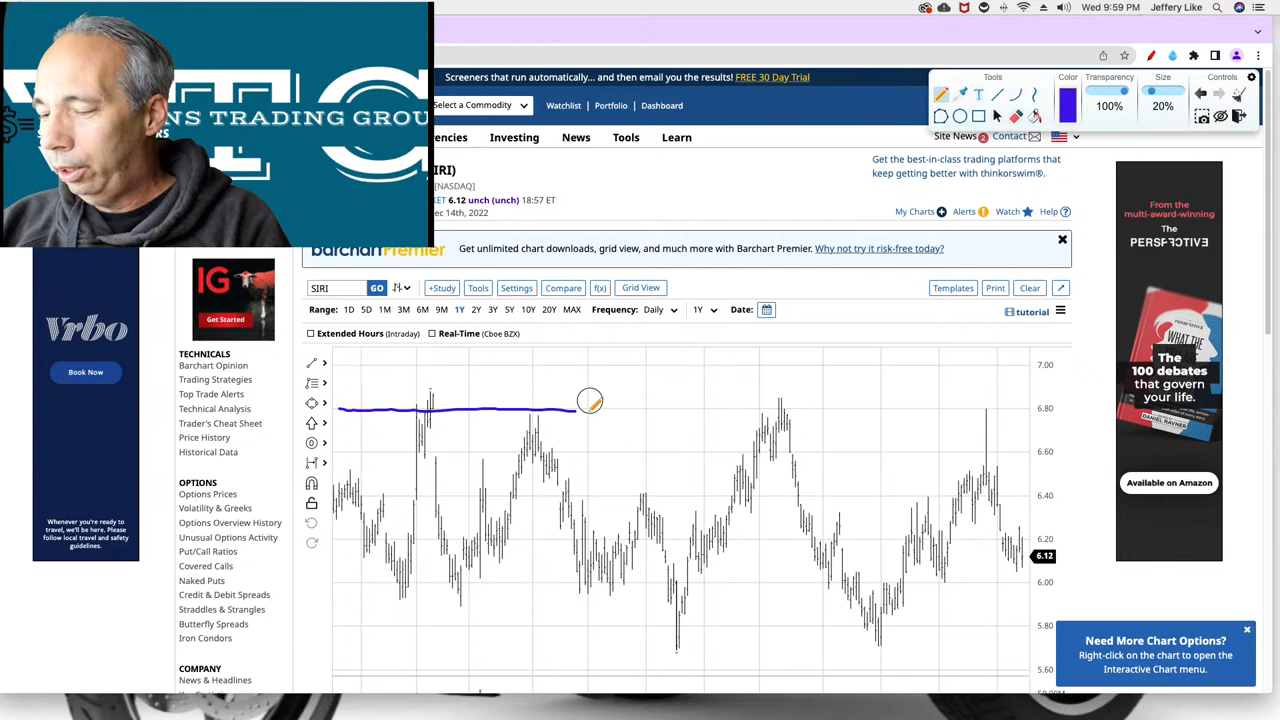 Wed 9:59 PM Jeffery Like
Screeners that run automatically... and then email you the results! FREE 30 Day Trial
Tools Color Transparency Size Controls
100% 20%
Select a Commodity Watchlist Portfolio Dashboard
encies Investing News Tools Learn
Site News 2 Contact
NS TRADING GROU
RS
IRI)
[NASDAQ]
KET 6.12 unch (unch) 18:57 ET
ec 14th, 2022
Get the best-in-class trading platforms that
keep getting better with thinkorswim®.
My Charts Alerts Watch Help
barchart Premier Get unlimited chart downloads, grid view, and much more with Barchart Premier. Why not try it risk-free today?
SIRI GO +Study Tools Settings Compare f(x) Grid View Templates Print Clear
Range: 1D 5D 1M 3M 6M 9M 1Y 2Y 3Y 5Y 10Y 20Y MAX Frequency: Daily 1Y Date: tutorial
Extended Hours (Intraday) Real-Time (Cboe BZX)
7.00
6.80
6.60
6.40
6.20
6.12
6.00
5.80
5.60
50.00M
Vrbo
Book Now
Whenever you're ready to
travel, we'll be here. Please
follow local travel and safety
guidelines.
IG
Get Started
TECHNICALS
Barchart Opinion
Trading Strategies
Top Trade Alerts
Technical Analysis
Trader's Cheat Sheet
Price History
Historical Data
OPTIONS
Options Prices
Volatility & Greeks
Options Overview History
Unusual Options Activity
Put/Call Ratios
Covered Calls
Naked Puts
Credit & Debit Spreads
Straddles & Strangles
Butterfly Spreads
Iron Condors
COMPANY
News & Headlines
From the
multi-award-winning
The
PERSPECTIVE
WHAT THE
The
100 debates
that govern
your life.
DANIEL RAVNER
Available on Amazon
Need More Chart Options?
Right-click on the chart to open the
Interactive Chart menu.